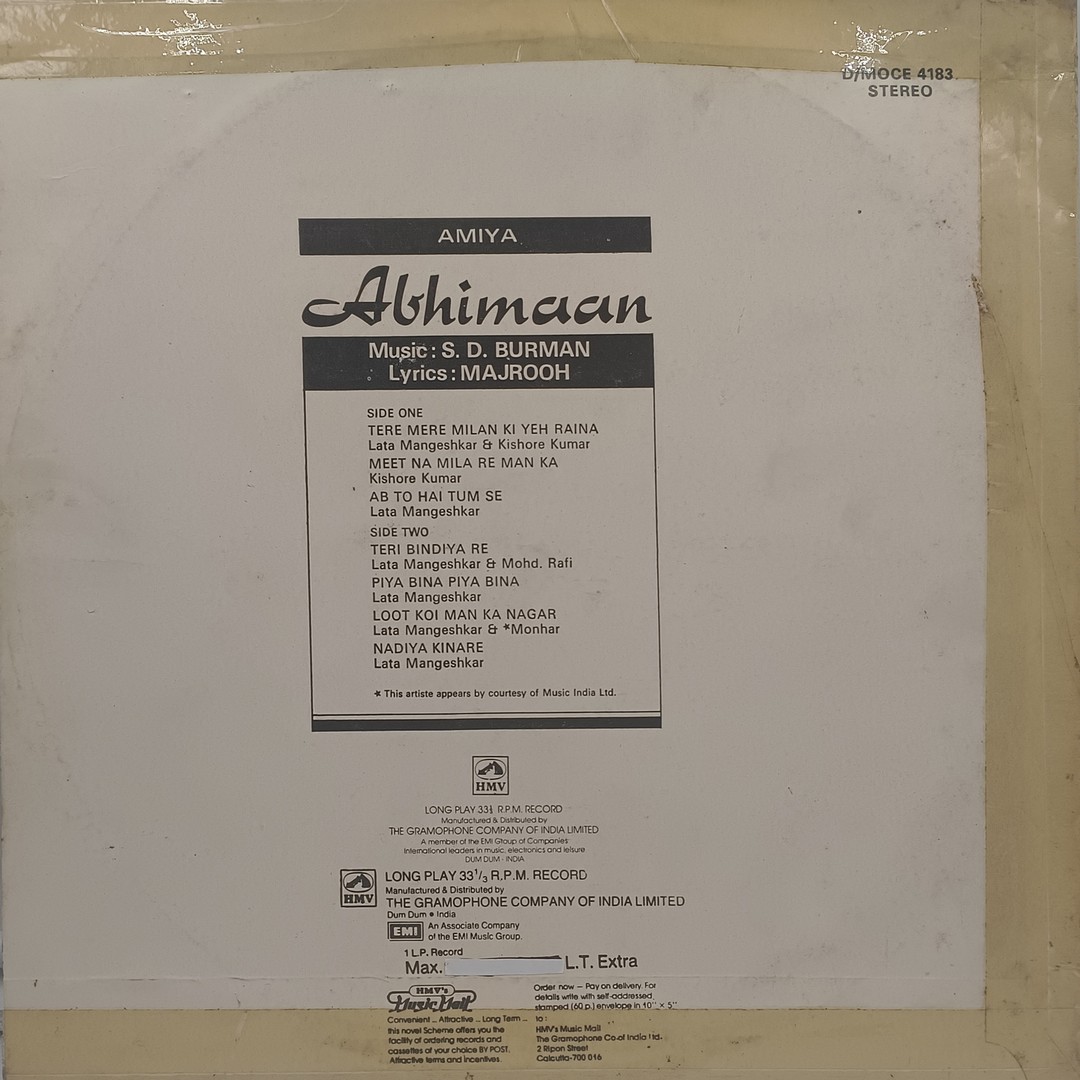 D/MOCE 4183
STEREO
AMIYA
Abhimaan
Music: S. D. BURMAN
Lyrics: MAJROOH
SIDE ONE
TERE MERE MILAN KI YEH RAINA
Lata Mangeshkar & Kishore Kumar
MEET NA MILA RE MAN KA
Kishore Kumar
AB TO HAI TUM SE
Lata Mangeshkar
SIDE TWO
TERI BINDIYA RE
Lata Mangeshkar & Mohd. Rafi
PIYA BINA PIYA BINA
Lata Mangeshkar
LOOT KOI MAN KA NAGAR
Lata Mangeshkar & *Monhar
NADIYA KINARE
Lata Mangeshkar
* This artiste appears by courtesy of Music India Ltd.
HMV
LONG PLAY 33⅓ R.P.M. RECORD
Manufactured & Distributed by
THE GRAMOPHONE COMPANY OF INDIA LIMITED
A member of the EMI Group of Companies
International leaders in music, electronics and leisure
DUM DUM · INDIA
HMV
LONG PLAY 33 1/3 R.P.M. RECORD
Manufactured & Distributed by
THE GRAMOPHONE COMPANY OF INDIA LIMITED
Dum Dum • India
EMI
An Associate Company
of the EMI Music Group.
1 L.P. Record
Max. L.T. Extra
HMV's
Music Mall
Convenient ... Attractive ... Long Term ...
this novel Scheme offers you the
facility of ordering records and
cassettes of your choice BY POST.
Attractive terms and incentives.
Order now – Pay on delivery. For
details write with self-addressed
stamped (60 p.) envelope in 10" × 5"
to:
HMV's Music Mall
The Gramophone Co of India Ltd.
2 Ripon Street
Calcutta-700 016